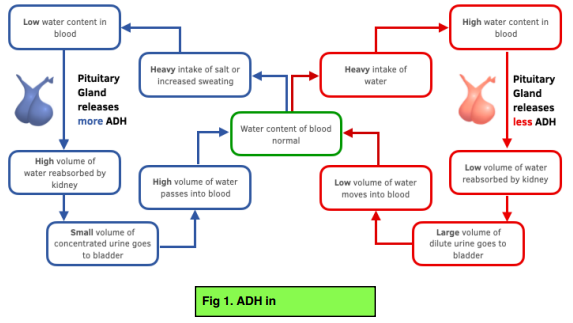 Low water content in
blood
High water content in
blood
Heavy intake of salt or
increased sweating
Heavy intake of
water
Pituitary
Gland
releases
more ADH
Pituitary
Gland
releases
less ADH
Water content of blood
normal
High volume of
water reabsorbed by
kidney
High volume of water
passes into blood
Low volume of water
moves into blood
Low volume of water
reabsorbed by kidney
Small volume of
concentrated urine goes
to bladder
Large volume of
dilute urine goes to
bladder
Fig 1. ADH in